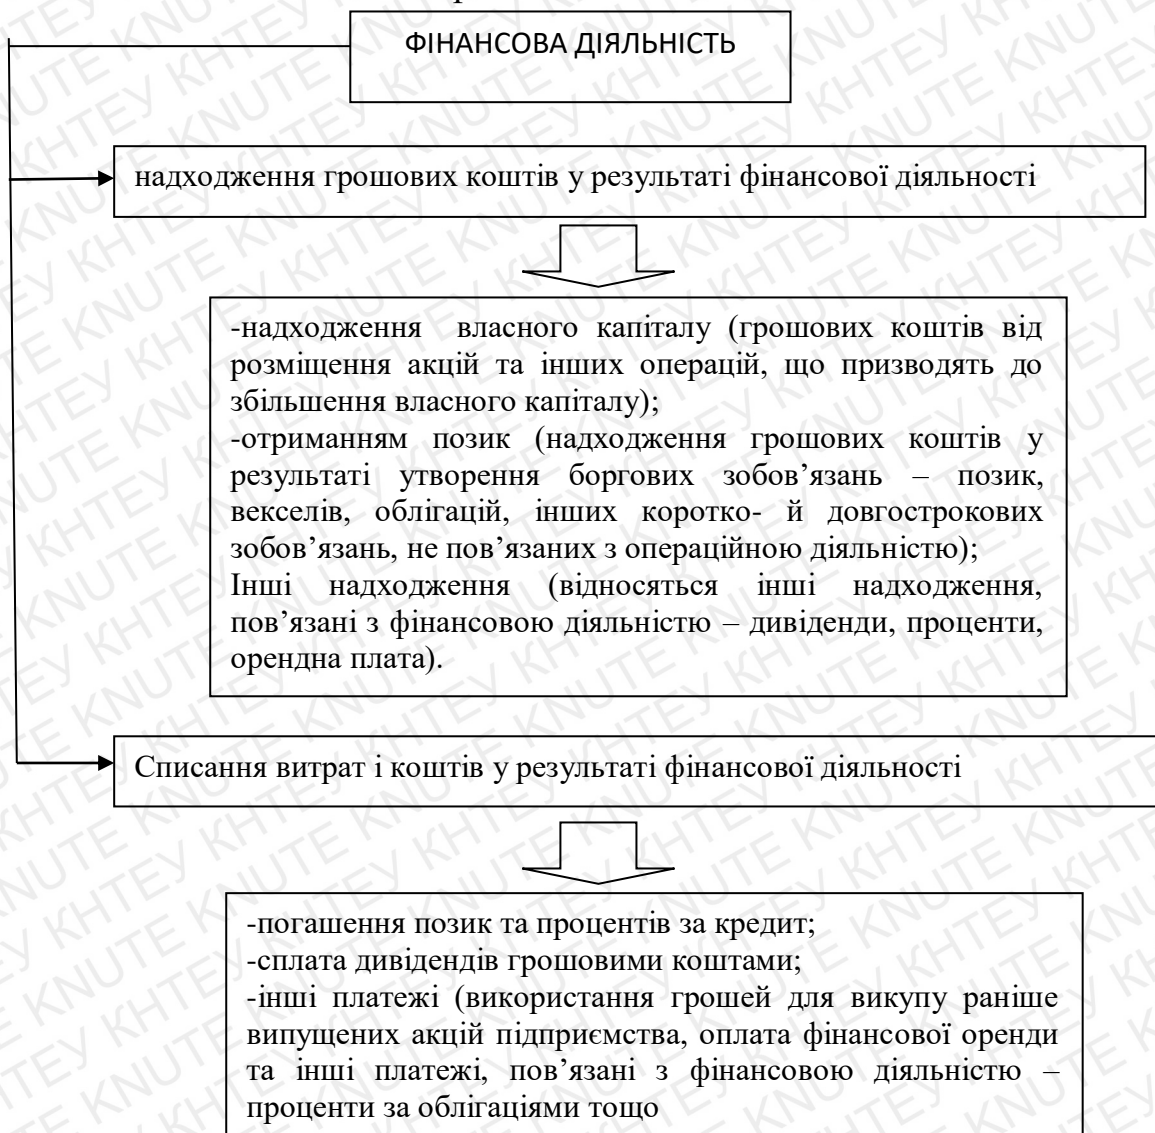 ФІНАНСОВА ДІЯЛЬНІСТЬ
надходження грошових коштів у результаті фінансової діяльності
-надходження власного капіталу (грошових коштів від
розміщення акцій та інших операцій, що призводять до
збільшення власного капіталу);
-отриманням позик (надходження грошових коштів у
результаті утворення боргових зобов’язань – позик,
векселів, облігацій, інших коротко- й довгострокових
зобов’язань, не пов’язаних з операційною діяльністю);
Інші надходження (відносяться інші надходження,
пов’язані з фінансовою діяльністю – дивіденди, проценти,
орендна плата).
Списання витрат і коштів у результаті фінансової діяльності
-погашення позик та процентів за кредит;
-сплата дивідендів грошовими коштами;
-інші платежі (використання грошей для викупу раніше
випущених акцій підприємства, оплата фінансової оренди
та інші платежі, пов’язані з фінансовою діяльністю –
проценти за облігаціями тощо